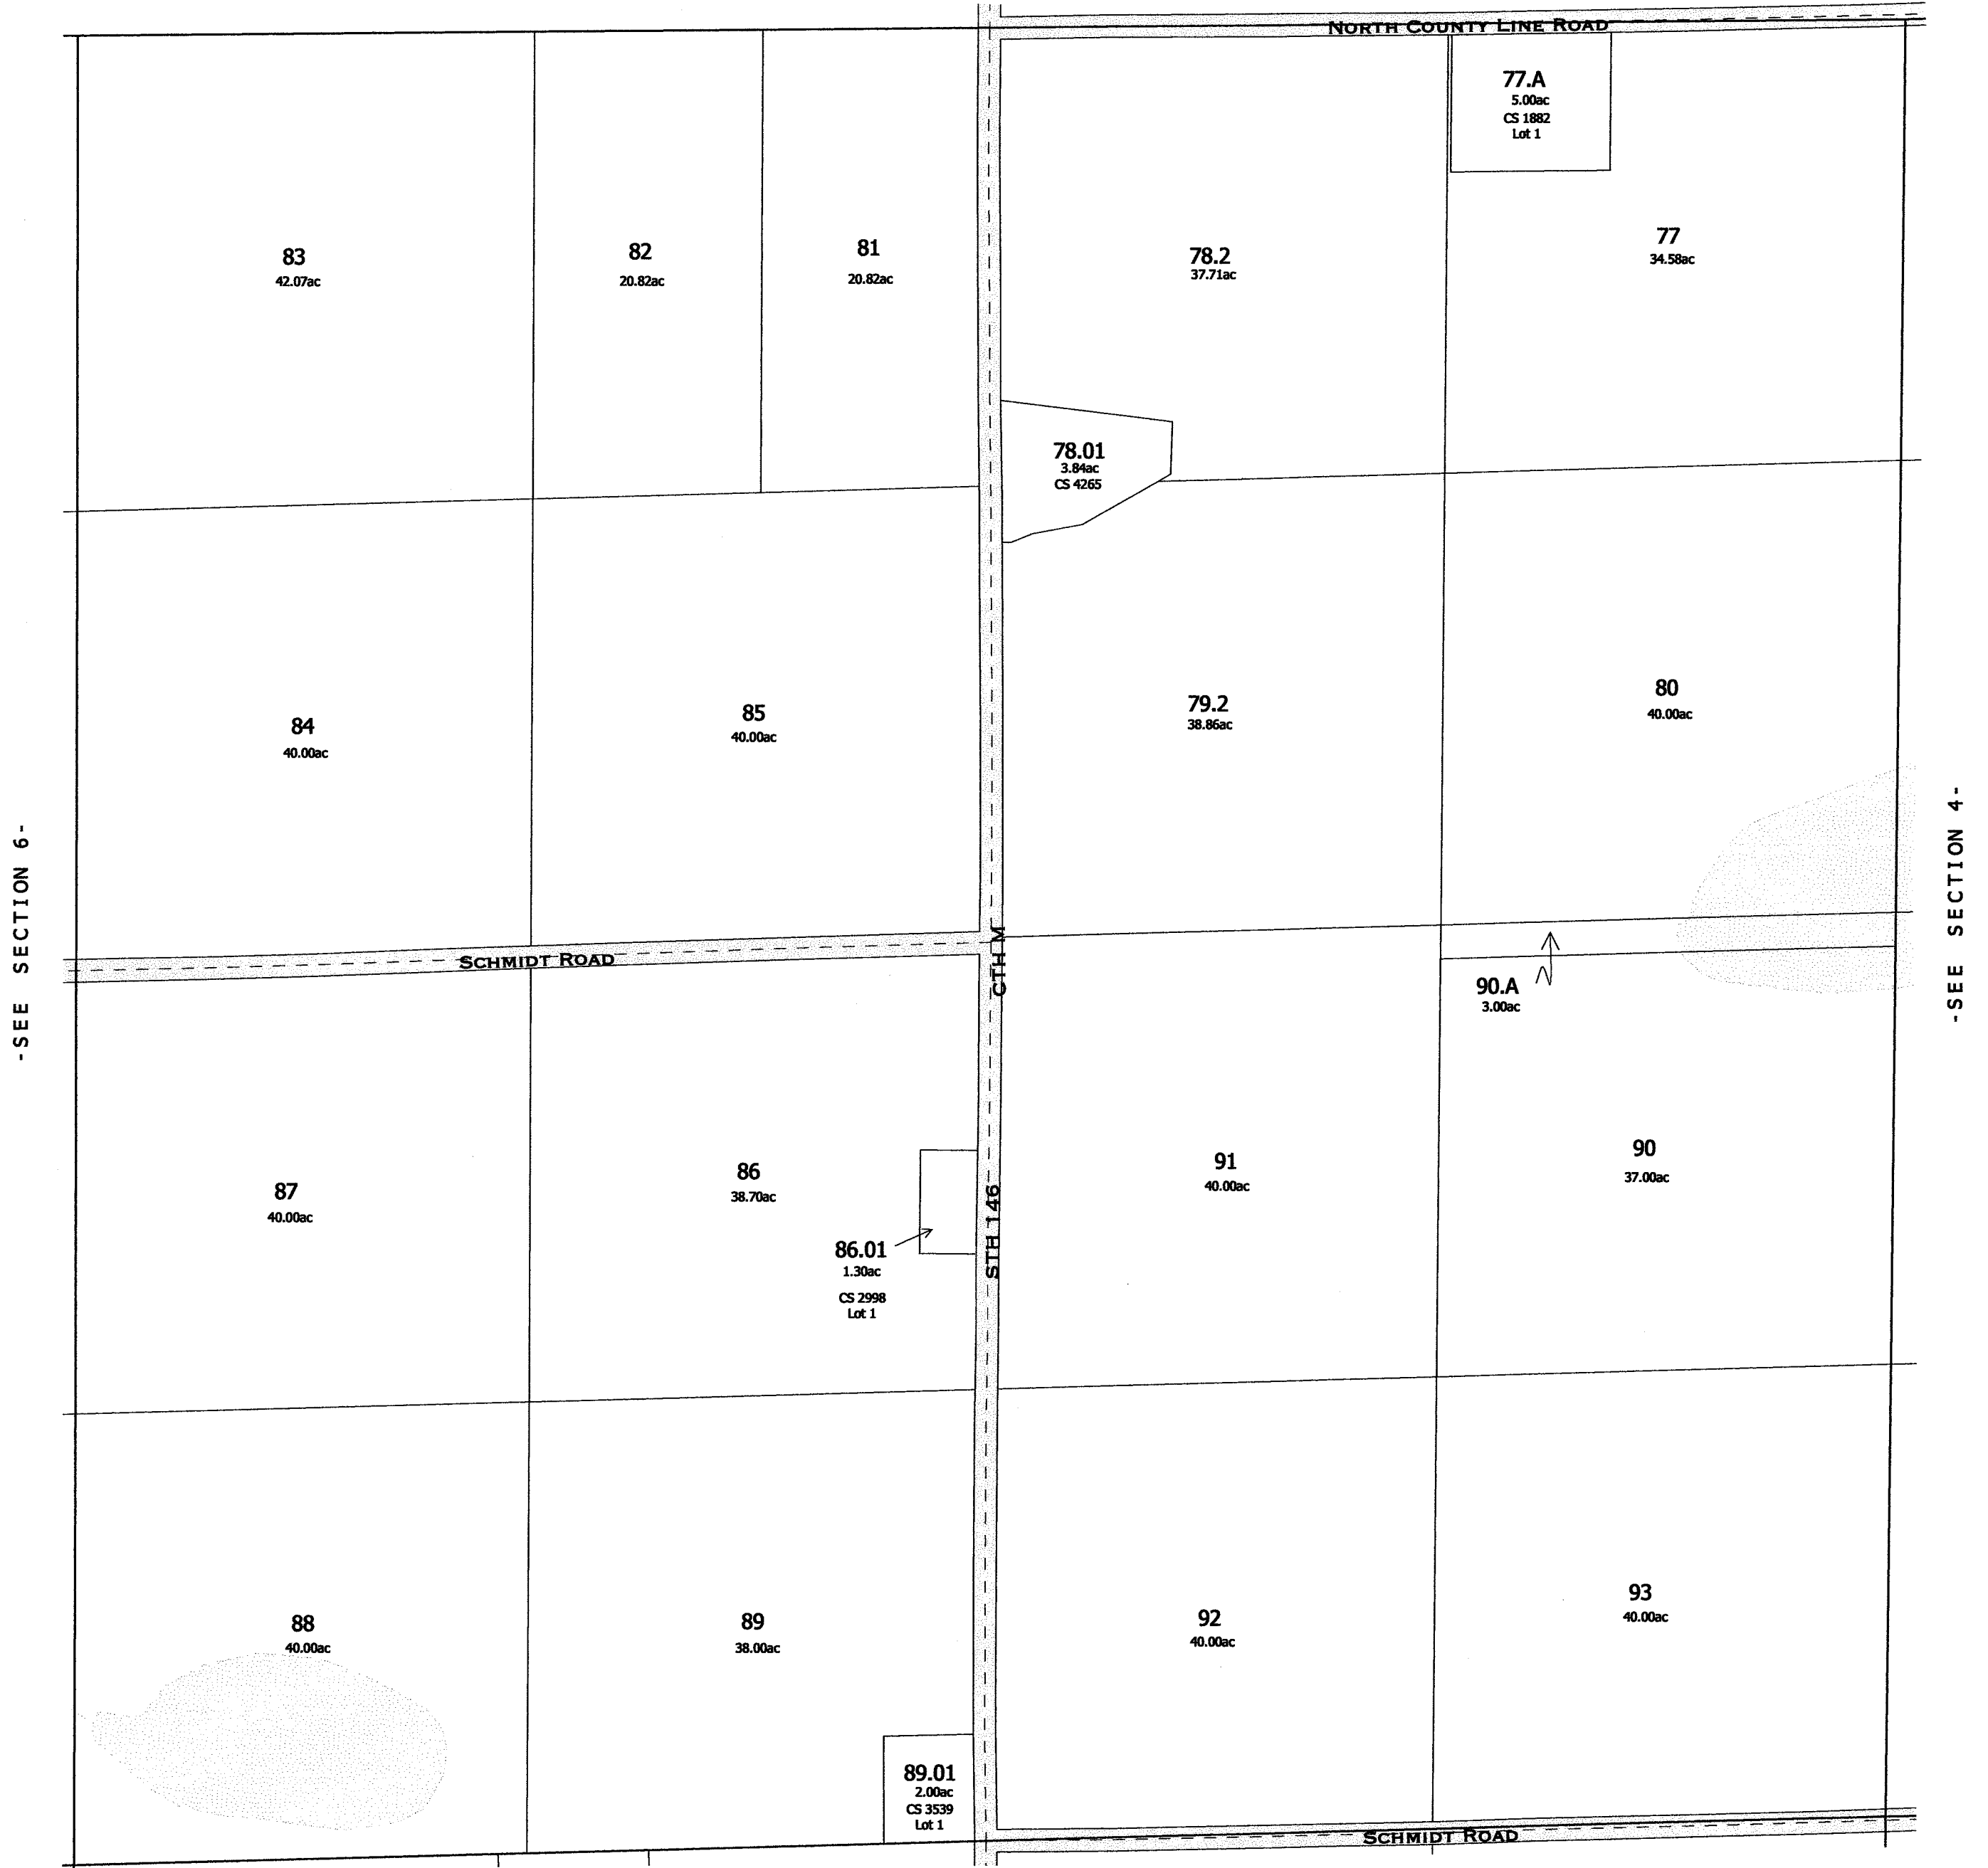 NORTH COUNTY LINE ROAD
77.A
5.00ac
CS 1882
Lot 1
83
42.07ac
82
20.82ac
81
20.82ac
78.2
37.71ac
77
34.58ac
78.01
3.84ac
CS 4265
84
40.00ac
85
40.00ac
79.2
38.86ac
80
40.00ac
-SEE SECTION 6-
-SEE SECTION 4-
SCHMIDT ROAD
CTH M
N
90.A
3.00ac
87
40.00ac
86
38.70ac
STH 146
91
40.00ac
90
37.00ac
86.01
1.30ac
CS 2998
Lot 1
88
40.00ac
89
38.00ac
92
40.00ac
93
40.00ac
89.01
2.00ac
CS 3539
Lot 1
SCHMIDT ROAD